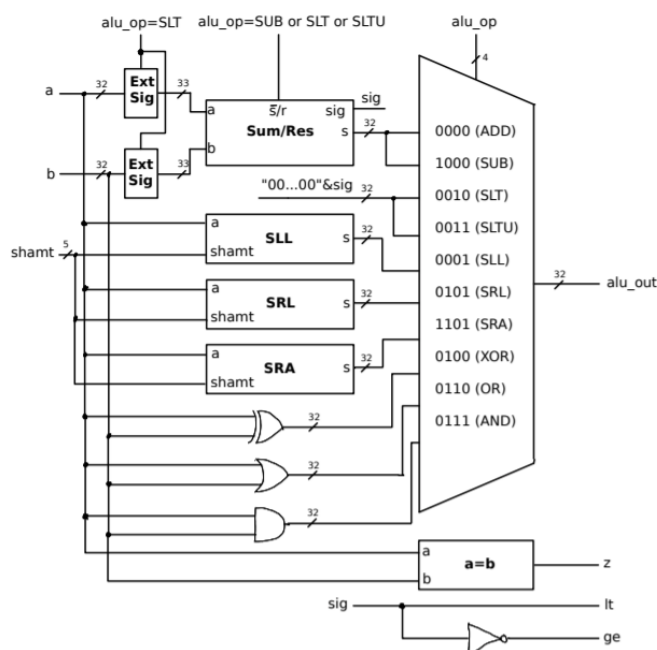 alu_op=SLT
alu_op=SUB or SLT or SLTU
alu_op
4
a
32
Ext
Sig
33
a
s̅/r
sig
sig
Sum/Res
s
32
b
0000 (ADD)
1000 (SUB)
b
32
Ext
Sig
33
"00...00"&sig
32
0010 (SLT)
0011 (SLTU)
a
SLL
s
32
shamt
shamt
5
0001 (SLL)
32
alu_out
a
SRL
s
32
shamt
0101 (SRL)
1101 (SRA)
a
SRA
s
32
shamt
0100 (XOR)
0110 (OR)
0111 (AND)
32
32
32
a
a=b
b
z
sig
lt
ge